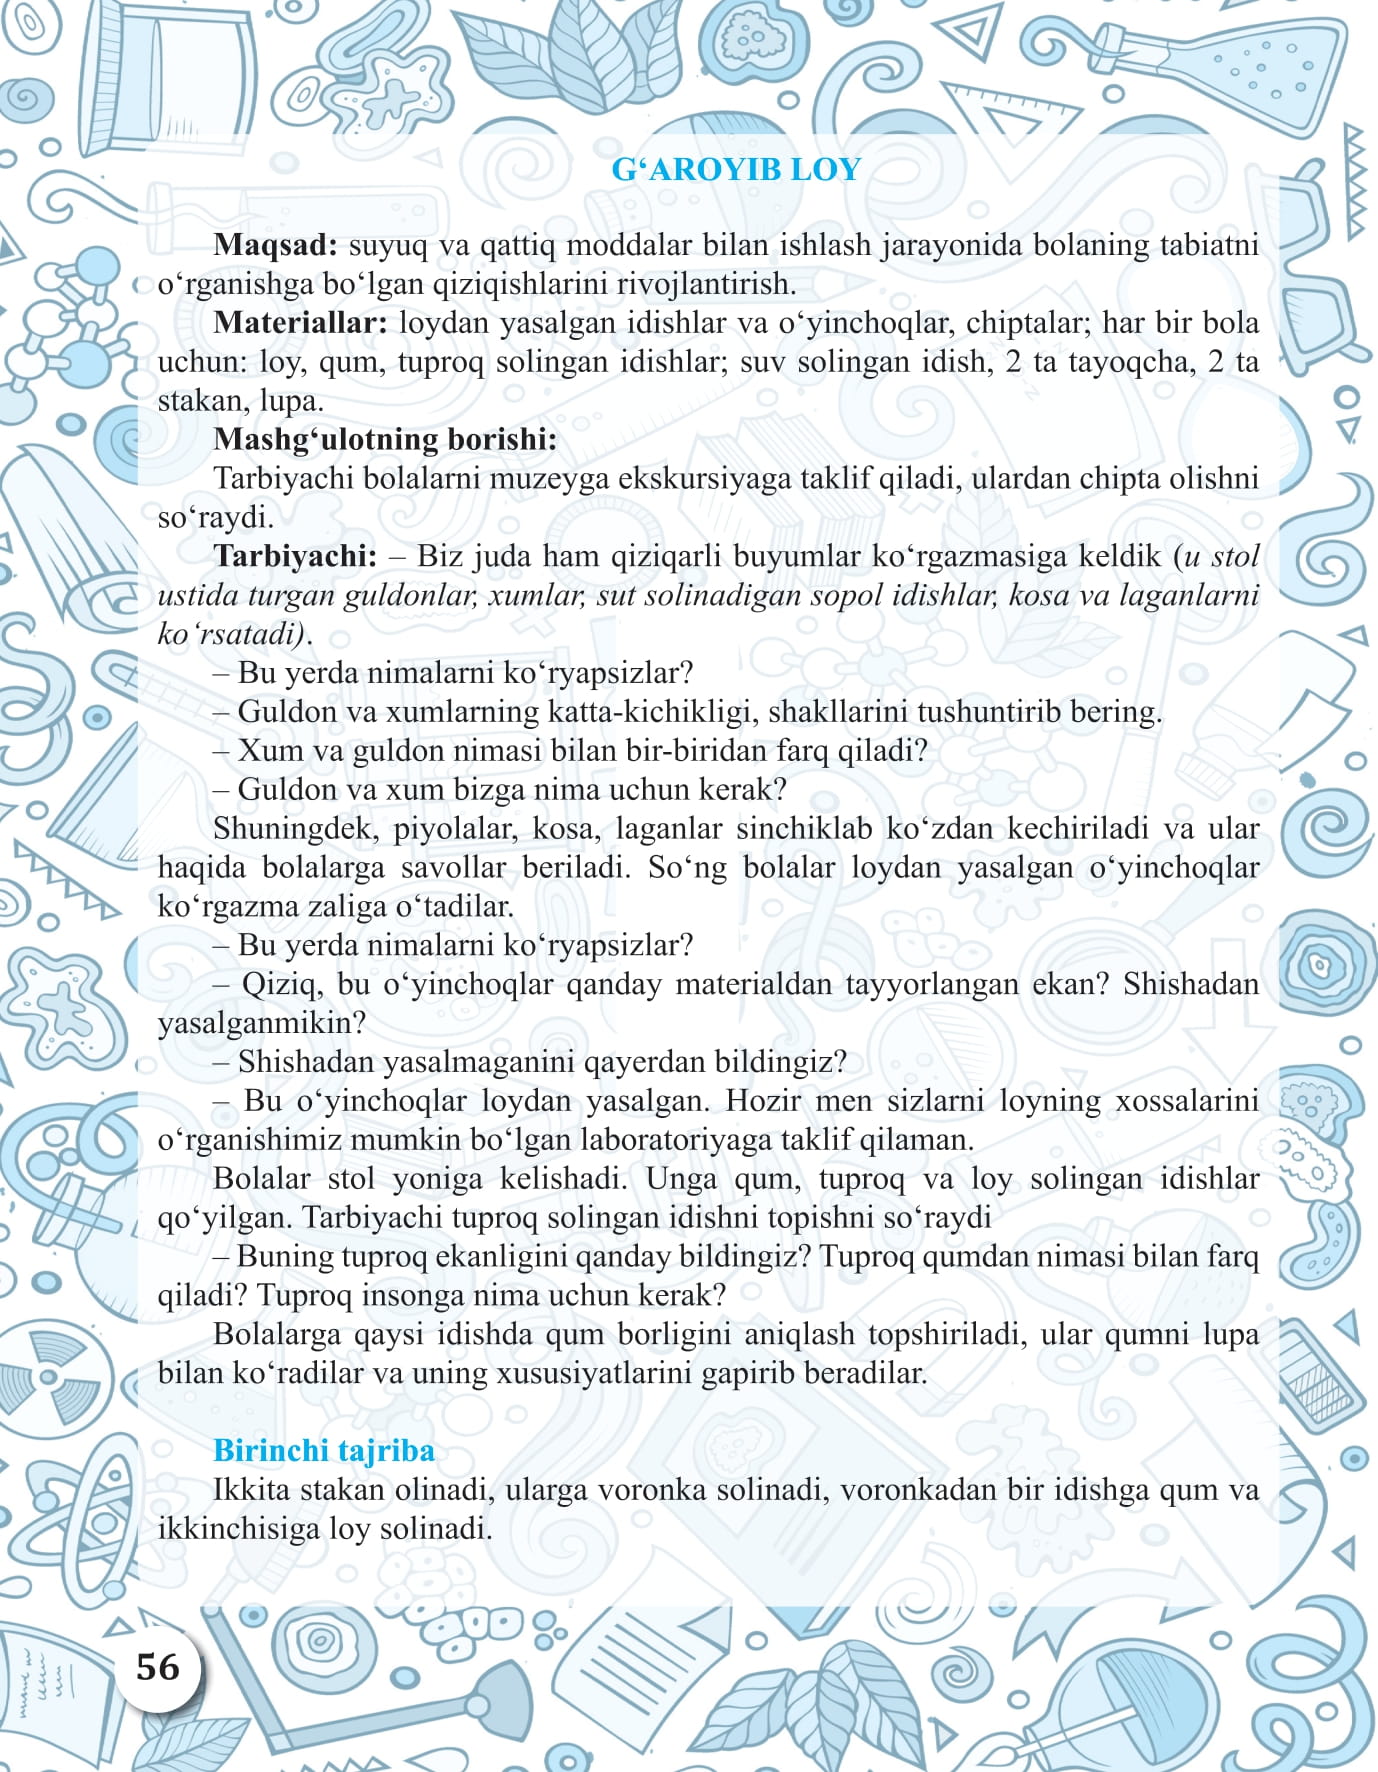 G‘AROYIB LOY
Maqsad: suyuq va qattiq moddalar bilan ishlash jarayonida bolaning tabiatni
o‘rganishga bo‘lgan qiziqishlarini rivojlantirish.
Materiallar: loydan yasalgan idishlar va o‘yinchoqlar, chiptalar; har bir bola
uchun: loy, qum, tuproq solingan idishlar; suv solingan idish, 2 ta tayoqcha, 2 ta
stakan, lupa.
Mashg‘ulotning borishi:
Tarbiyachi bolalarni muzeyga ekskursiyaga taklif qiladi, ulardan chipta olishni
so‘raydi.
Tarbiyachi: – Biz juda ham qiziqarli buyumlar ko‘rgazmasiga keldik (u stol
ustida turgan guldonlar, xumlar, sut solinadigan sopol idishlar, kosa va laganlarni
ko‘rsatadi).
– Bu yerda nimalarni ko‘ryapsizlar?
– Guldon va xumlarning katta-kichikligi, shakllarini tushuntirib bering.
– Xum va guldon nimasi bilan bir-biridan farq qiladi?
– Guldon va xum bizga nima uchun kerak?
Shuningdek, piyolalar, kosa, laganlar sinchiklab ko‘zdan kechiriladi va ular
haqida bolalarga savollar beriladi. So‘ng bolalar loydan yasalgan o‘yinchoqlar
ko‘rgazma zaliga o‘tadilar.
– Bu yerda nimalarni ko‘ryapsizlar?
– Qiziq, bu o‘yinchoqlar qanday materialdan tayyorlangan ekan? Shishadan
yasalganmikin?
– Shishadan yasalmaganini qayerdan bildingiz?
– Bu o‘yinchoqlar loydan yasalgan. Hozir men sizlarni loyning xossalarini
o‘rganishimiz mumkin bo‘lgan laboratoriyaga taklif qilaman.
Bolalar stol yoniga kelishadi. Unga qum, tuproq va loy solingan idishlar
qo‘yilgan. Tarbiyachi tuproq solingan idishni topishni so‘raydi
– Buning tuproq ekanligini qanday bildingiz? Tuproq qumdan nimasi bilan farq
qiladi? Tuproq insonga nima uchun kerak?
Bolalarga qaysi idishda qum borligini aniqlash topshiriladi, ular qumni lupa
bilan ko‘radilar va uning xususiyatlarini gapirib beradilar.
Birinchi tajriba
Ikkita stakan olinadi, ularga voronka solinadi, voronkadan bir idishga qum va
ikkinchisiga loy solinadi.
56